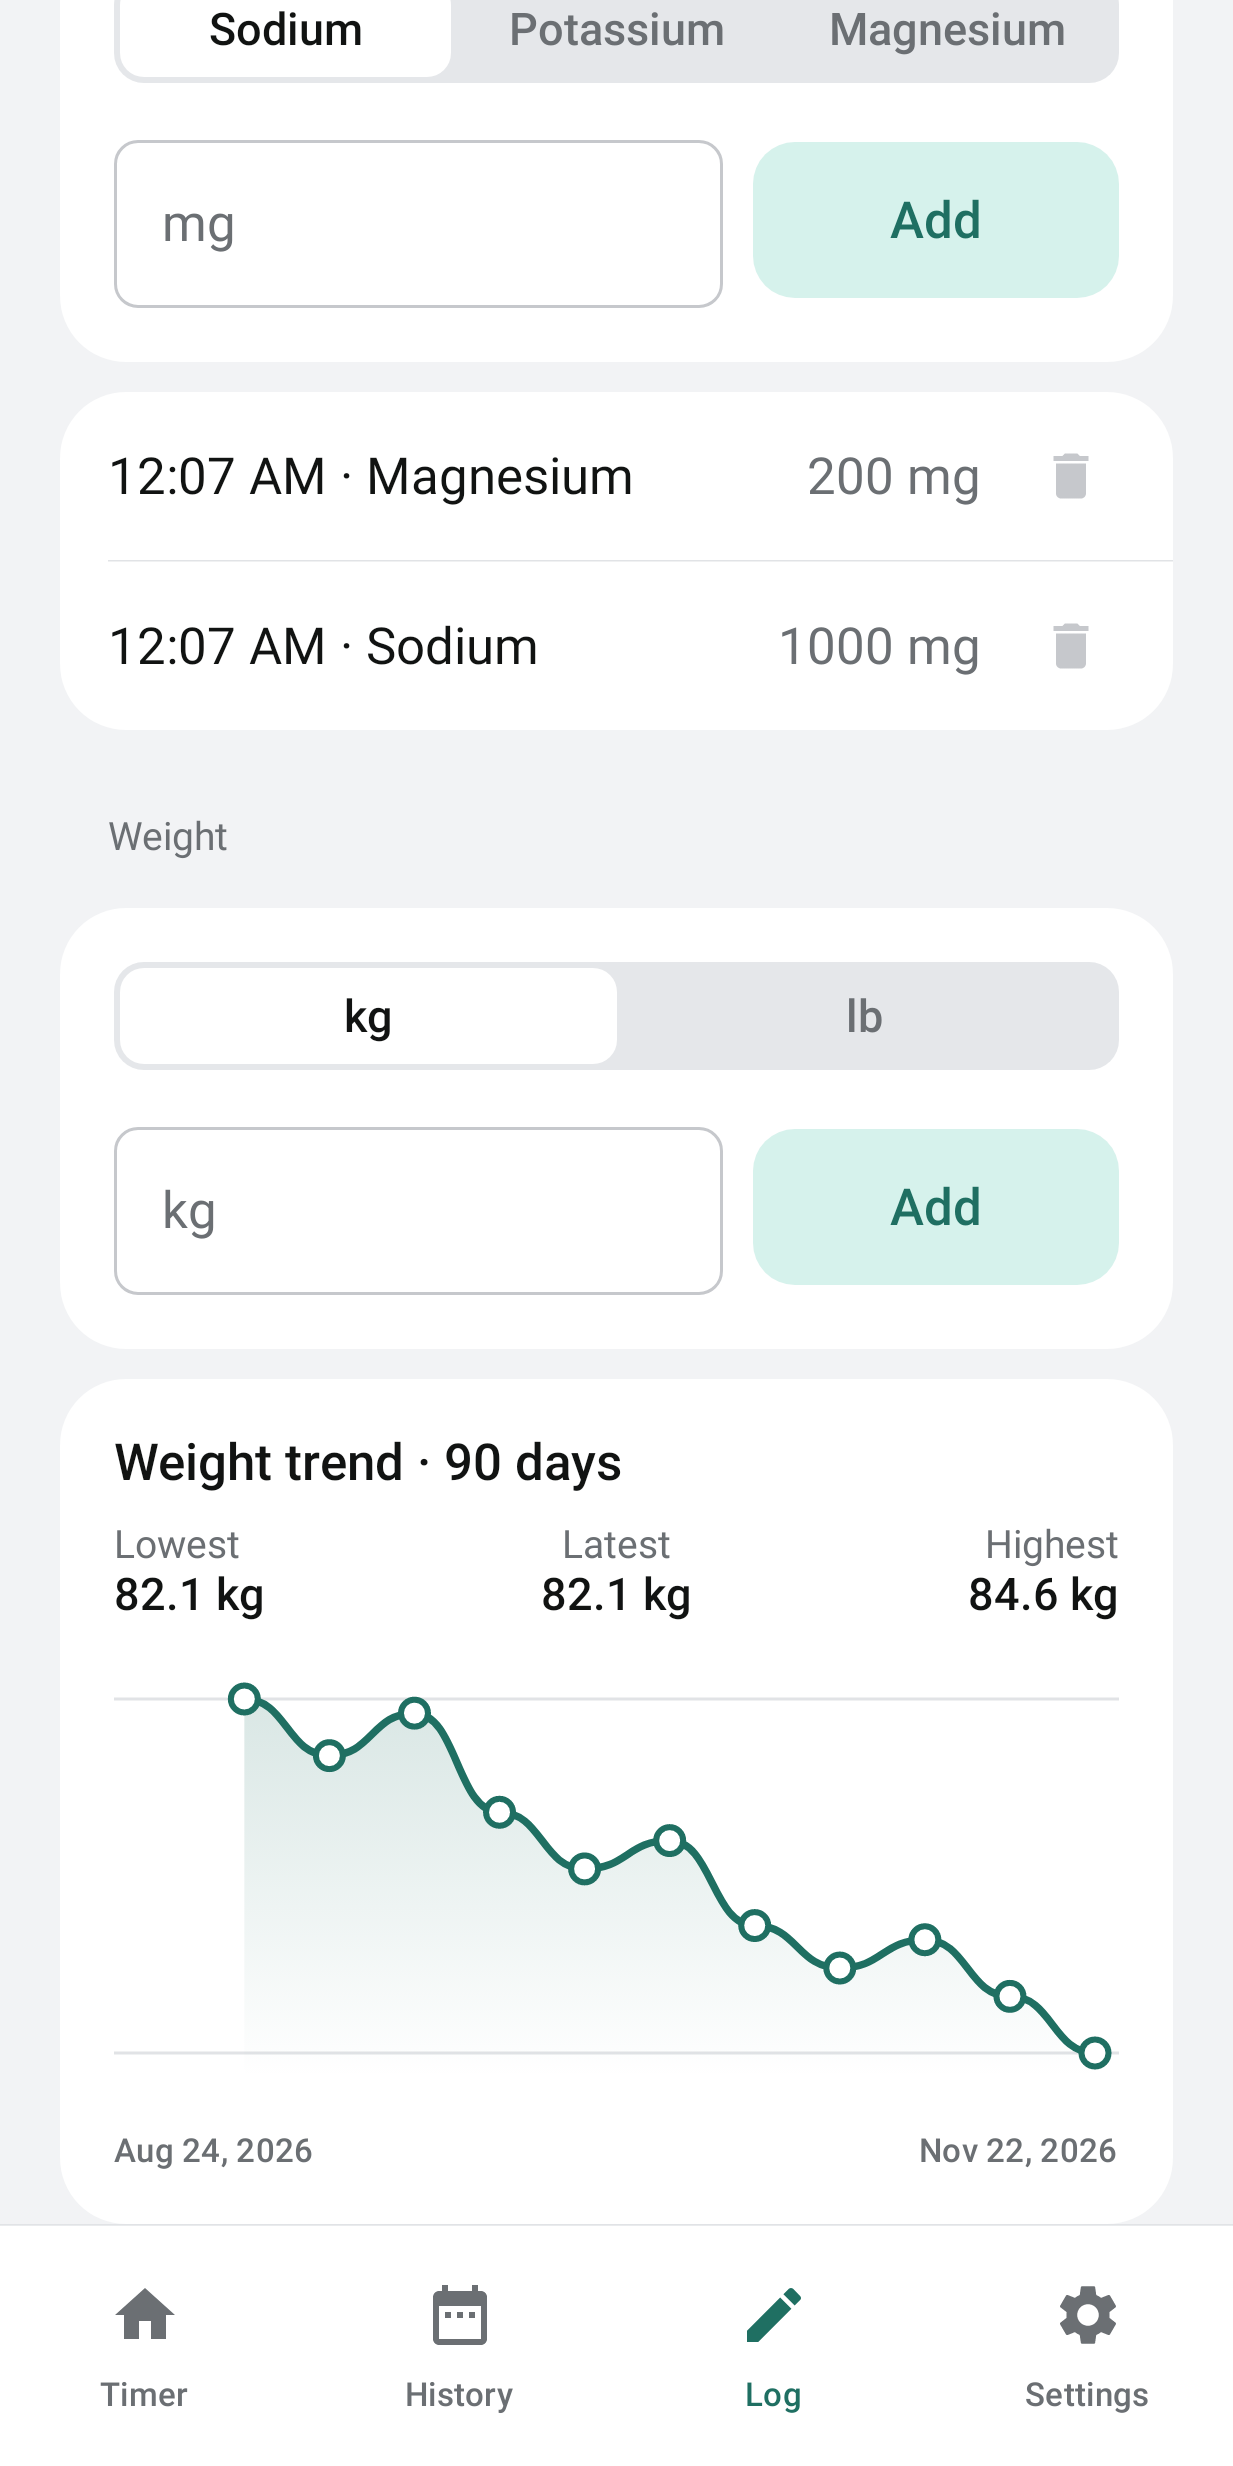 Sodium Potassium Magnesium
mg Add
12:07 AM · Magnesium 200 mg
12:07 AM · Sodium 1000 mg
Weight
kg lb
kg Add
Weight trend · 90 days
Lowest Latest Highest
82.1 kg 82.1 kg 84.6 kg
Aug 24, 2026 Nov 22, 2026
Timer History Log Settings